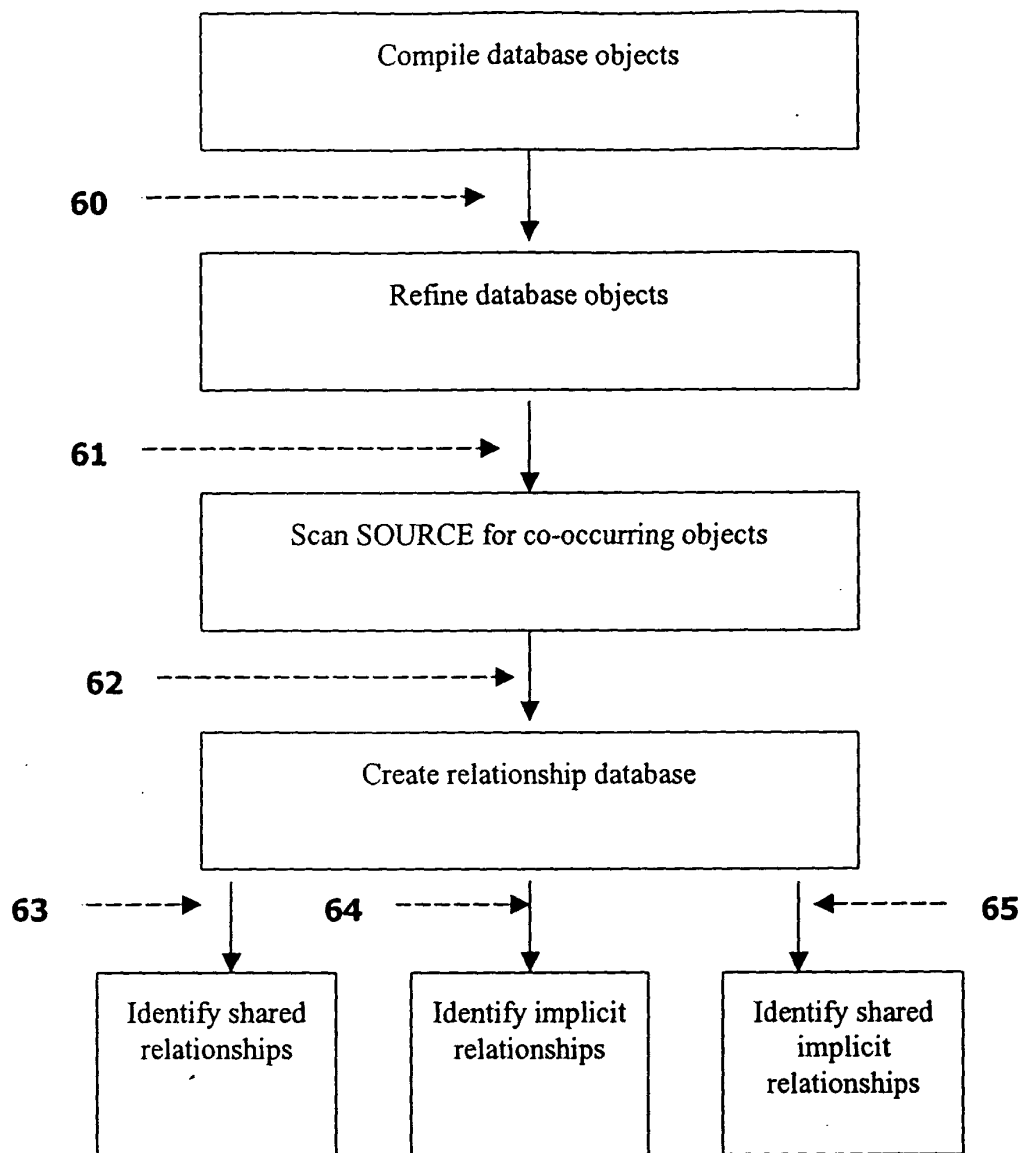 Compile database objects
60
Refine database objects
61
Scan SOURCE for co-occurring objects
62
Create relationship database
63
64
65
Identify shared
relationships
Identify implicit
relationships
Identify shared
implicit
relationships